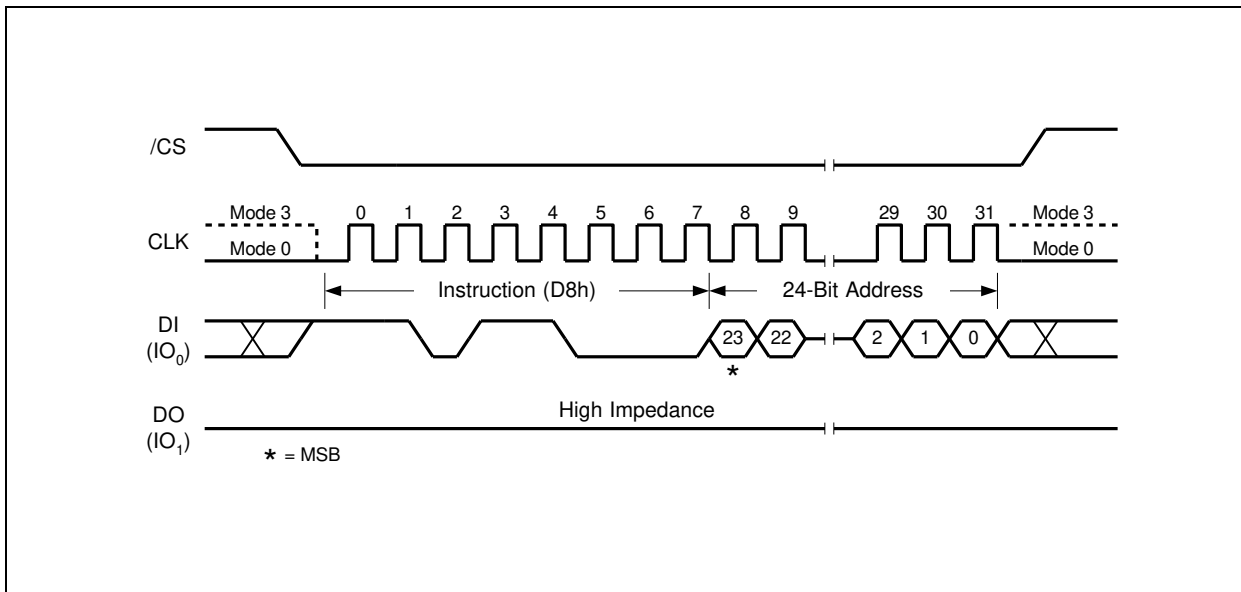 /CS
Mode 3 0 1 2 3 4 5 6 7 8 9 29 30 31 Mode 3
CLK
Mode 0 Mode 0
Instruction (D8h) 24-Bit Address
DI
(IO0)
23 22 2 1 0
*
High Impedance
DO
(IO1)
* = MSB